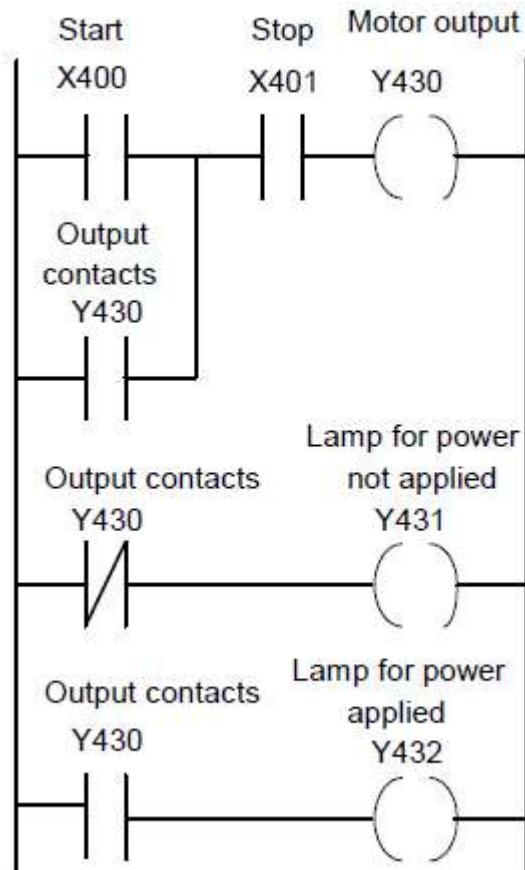 Start Stop Motor output
X400 X401 Y430
Output
contacts
Y430
Lamp for power
not applied
Output contacts
Y430 Y431
Lamp for power
applied
Output contacts
Y430 Y432